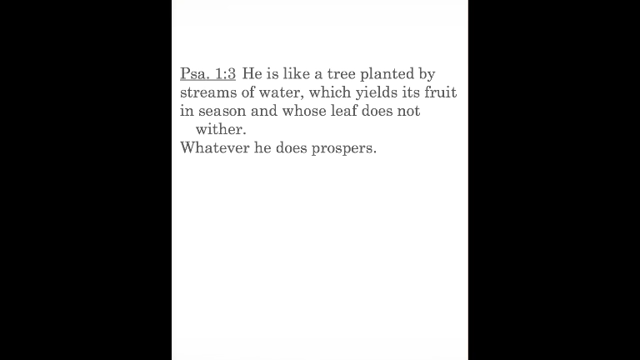 Psa. 1:3 He is like a tree planted by
streams of water, which yields its fruit
in season and whose leaf does not
wither.
Whatever he does prospers.